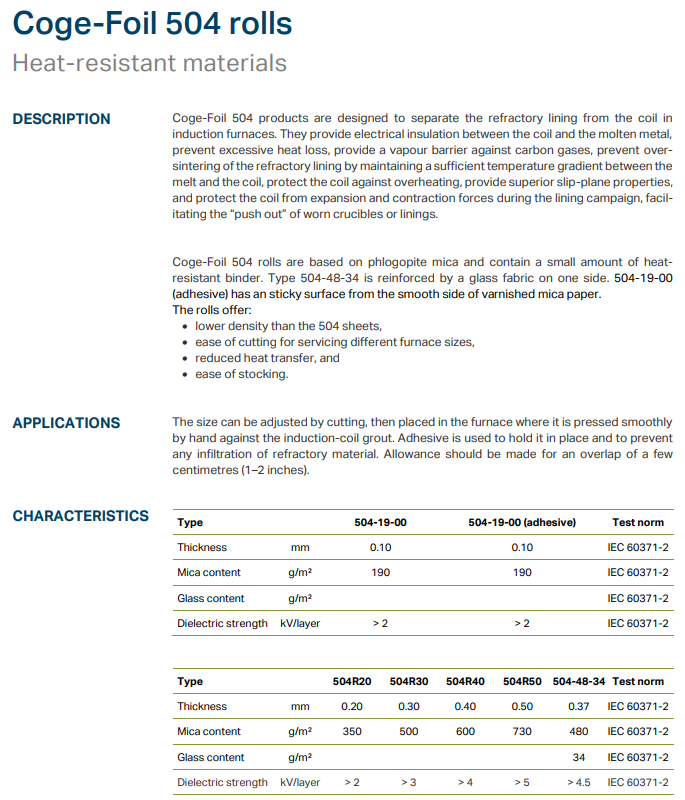 Coge-Foil 504 rolls
Heat-resistant materials
DESCRIPTION
Coge-Foil 504 products are designed to separate the refractory lining from the coil in
induction furnaces. They provide electrical insulation between the coil and the molten metal,
prevent excessive heat loss, provide a vapour barrier against carbon gases, prevent over-
sintering of the refractory lining by maintaining a sufficient temperature gradient between the
melt and the coil, protect the coil against overheating, provide superior slip-plane properties,
and protect the coil from expansion and contraction forces during the lining campaign, facil-
itating the “push out” of worn crucibles or linings.
Coge-Foil 504 rolls are based on phlogopite mica and contain a small amount of heat-
resistant binder. Type 504-48-34 is reinforced by a glass fabric on one side. 504-19-00
(adhesive) has an sticky surface from the smooth side of varnished mica paper.
The rolls offer:
• lower density than the 504 sheets,
• ease of cutting for servicing different furnace sizes,
• reduced heat transfer, and
• ease of stocking.
APPLICATIONS
The size can be adjusted by cutting, then placed in the furnace where it is pressed smoothly
by hand against the induction-coil grout. Adhesive is used to hold it in place and to prevent
any infiltration of refractory material. Allowance should be made for an overlap of a few
centimetres (1–2 inches).
CHARACTERISTICS
Type 504-19-00 504-19-00 (adhesive) Test norm
Thickness mm 0.10 0.10 IEC 60371-2
Mica content g/m² 190 190 IEC 60371-2
Glass content g/m² IEC 60371-2
Dielectric strength kV/layer > 2 > 2 IEC 60371-2
Type 504R20 504R30 504R40 504R50 504-48-34 Test norm
Thickness mm 0.20 0.30 0.40 0.50 0.37 IEC 60371-2
Mica content g/m² 350 500 600 730 480 IEC 60371-2
Glass content g/m² 34 IEC 60371-2
Dielectric strength kV/layer > 2 > 3 > 4 > 5 > 4.5 IEC 60371-2